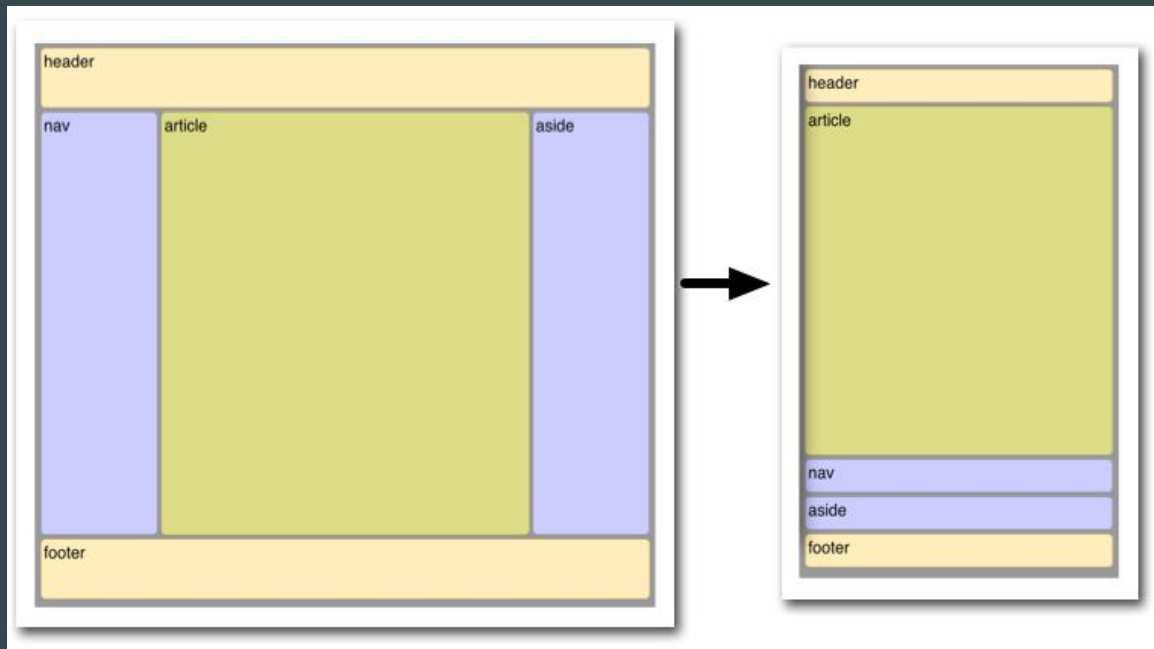 header
nav
article
aside
footer
header
article
nav
aside
footer